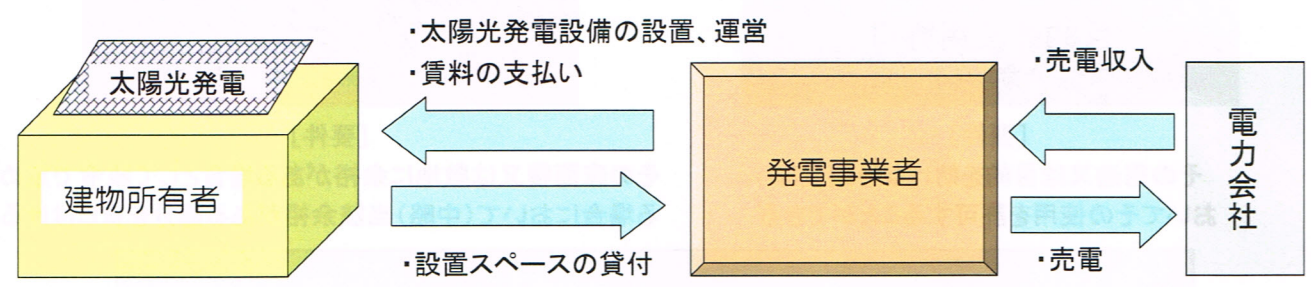 ・太陽光発電設備の設置、運営
・賃料の支払い
太陽光発電
建物所有者
・設置スペースの貸付
発電事業者
・売電収入
・売電
電力会社